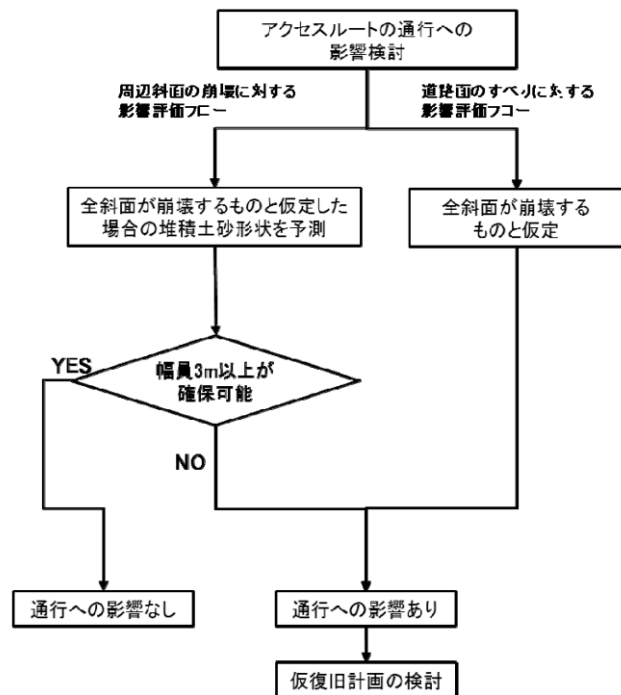 アクセスルートの通行への
影響検討
周辺斜面の崩壊に対する
影響評価フロー
道路面のすべりに対する
影響評価フロー
全斜面が崩壊するものと仮定した
場合の堆積土砂形状を予測
全斜面が崩壊する
ものと仮定
YES
幅員3m以上が
確保可能
NO
通行への影響なし
通行への影響あり
仮復旧計画の検討